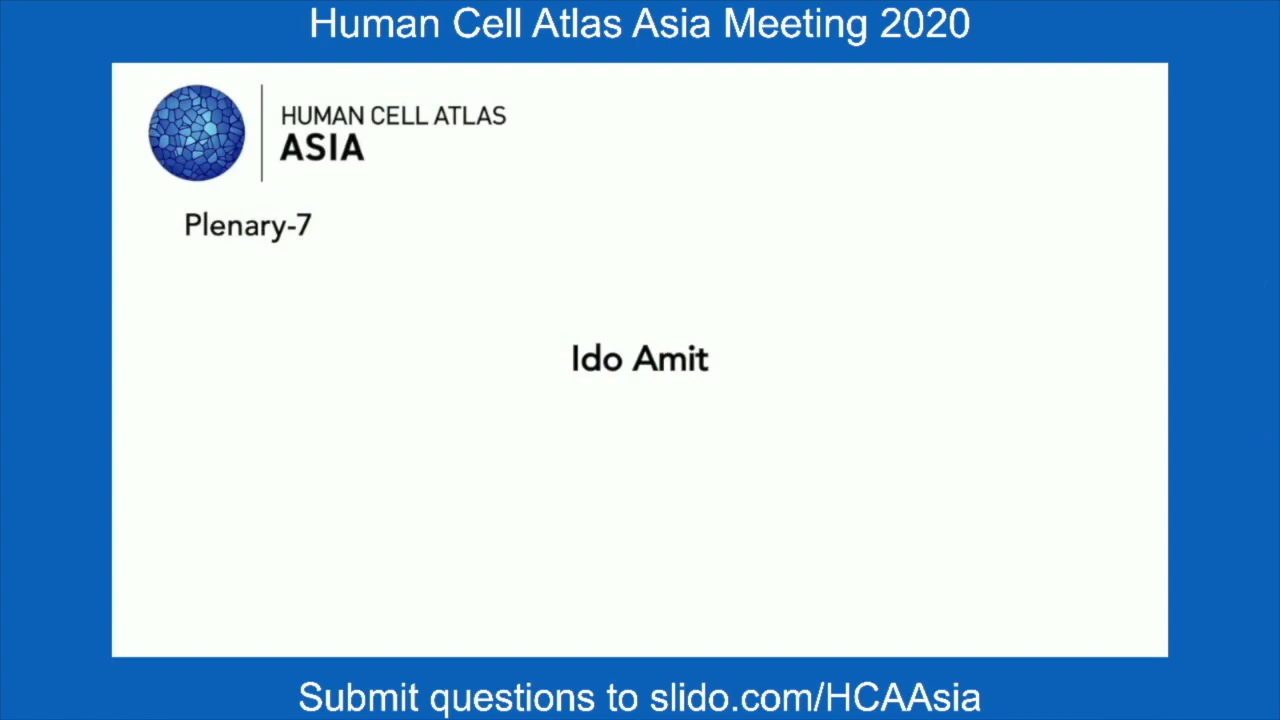 Human Cell Atlas Asia Meeting 2020
HUMAN CELL ATLAS
ASIA
Plenary-7
Ido Amit
Submit questions to slido.com/HCAAsia